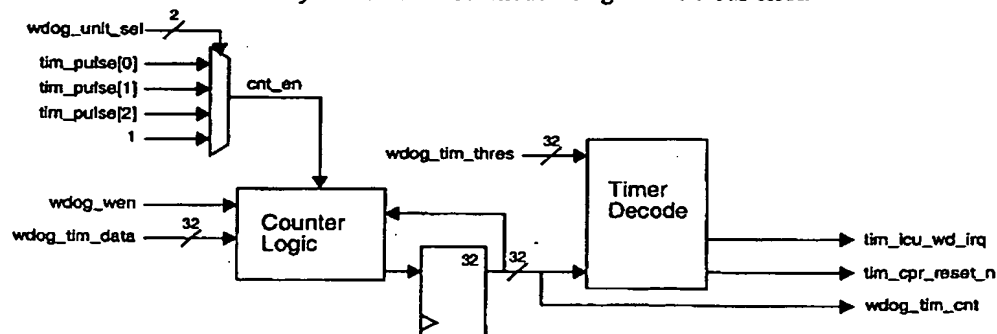 wdog_unit_sel
2
tim_pulse[0]
tim_pulse[1]
tim_pulse[2]
1
cnt_en
wdog_tim_thres
32
wdog_wen
wdog_tim_data
32
Counter
Logic
32
32
Timer
Decode
tim_icu_wd_irq
tim_cpr_reset_n
wdog_tim_cnt